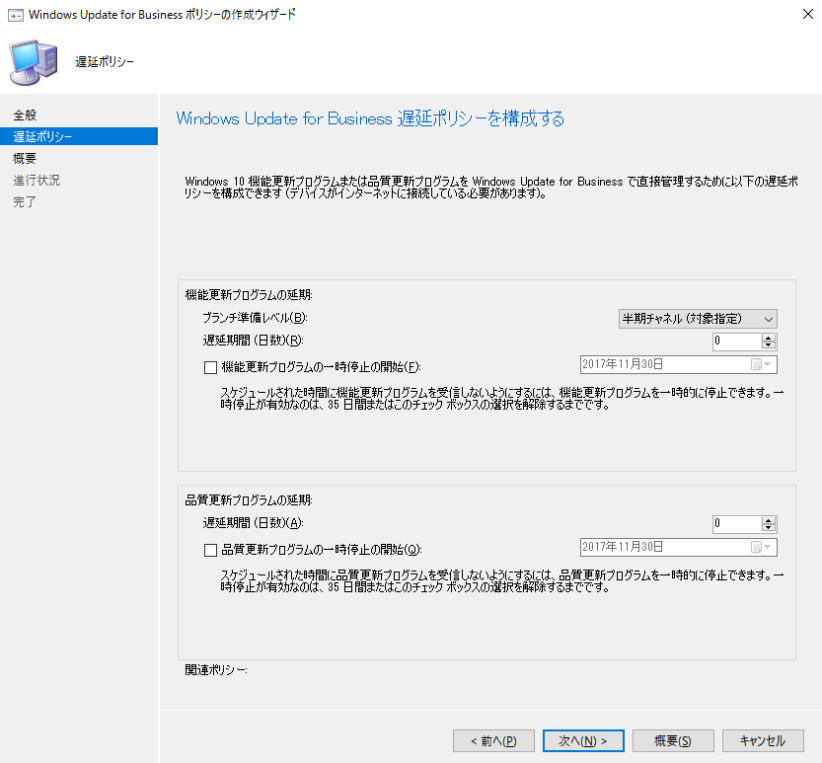 Windows Update for Business ポリシーの作成ウィザード
遅延ポリシー
全般
遅延ポリシー
概要
進行状況
完了
Windows Update for Business 遅延ポリシーを構成する
Windows 10 機能更新プログラムまたは品質更新プログラムを Windows Update for Business で直接管理するために以下の遅延ポ
リシーを構成できます (デバイスがインターネットに接続している必要があります)。
機能更新プログラムの延期:
ブランチ準備レベル(B):
半期チャネル (対象指定)
遅延期間 (日数)(R):
0
機能更新プログラムの一時停止の開始(F):
2017年11月30日
スケジュールされた時間に機能更新プログラムを受信しないようにするには、機能更新プログラムを一時的に停止できます。一
時停止が有効なのは、35 日間またはこのチェック ボックスの選択を解除するまでです。
品質更新プログラムの延期:
遅延期間 (日数)(A):
0
品質更新プログラムの一時停止の開始(Q):
2017年11月30日
スケジュールされた時間に品質更新プログラムを受信しないようにするには、品質更新プログラムを一時的に停止できます。一
時停止が有効なのは、35 日間またはこのチェック ボックスの選択を解除するまでです。
関連ポリシー:
< 前へ(P)
次へ(N) >
概要(S)
キャンセル